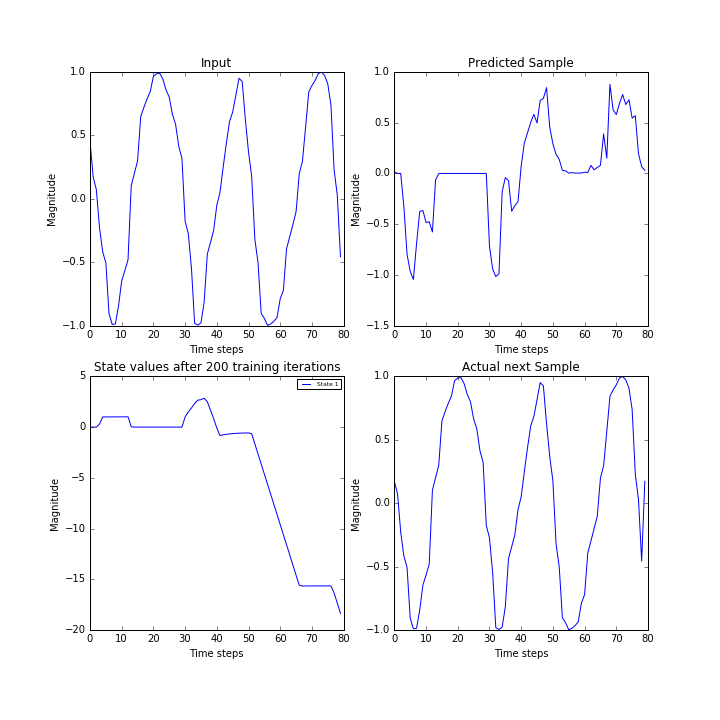 Input
Magnitude
1.0
0.5
0.0
−0.5
−1.0
0 10 20 30 40 50 60 70 80
Time steps
Predicted Sample
Magnitude
1.0
0.5
0.0
−0.5
−1.0
−1.5
0 10 20 30 40 50 60 70 80
Time steps
State values after 200 training iterations
State 1
Magnitude
5
0
−5
−10
−15
−20
0 10 20 30 40 50 60 70 80
Time steps
Actual next Sample
Magnitude
1.0
0.5
0.0
−0.5
−1.0
0 10 20 30 40 50 60 70 80
Time steps